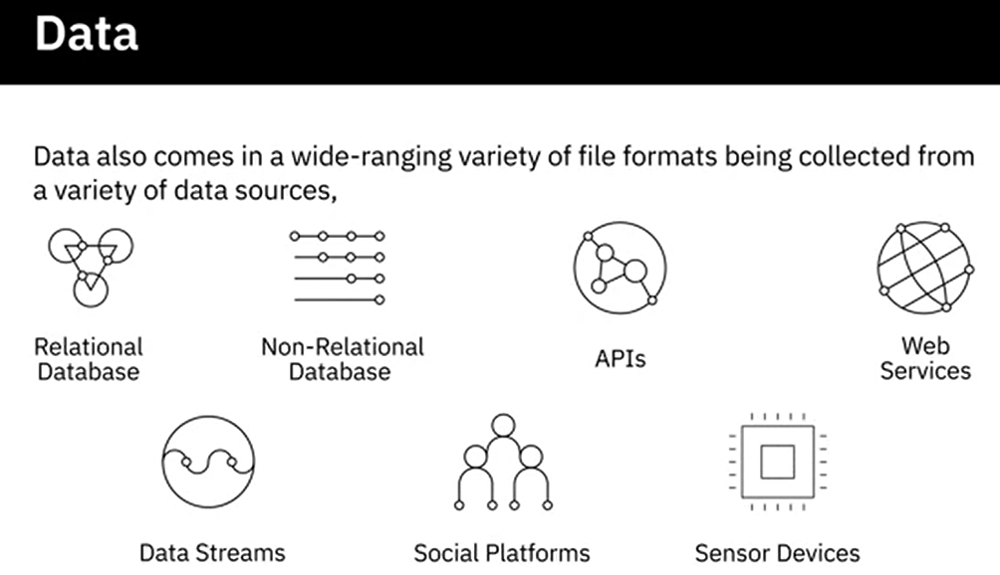 Data
Data also comes in a wide-ranging variety of file formats being collected from
a variety of data sources,
Relational
Database
Non-Relational
Database
APIs
Web
Services
Data Streams
Social Platforms
Sensor Devices